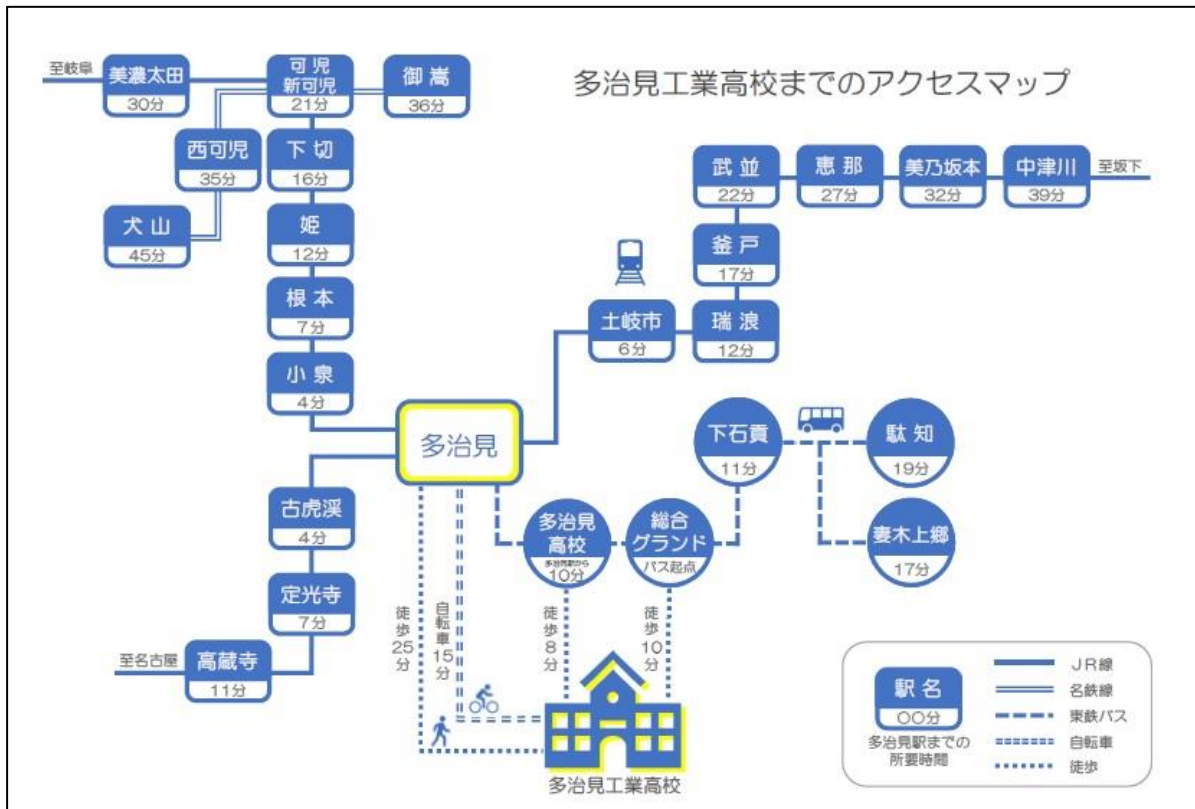 多治見工業高校までのアクセスマップ
至岐阜
美濃太田
30分
可児
新可児
21分
御嵩
36分
西可児
35分
下切
16分
犬山
45分
姫
12分
根本
7分
小泉
4分
武並
22分
恵那
27分
美乃坂本
32分
中津川
39分
至坂下
釜戸
17分
土岐市
6分
瑞浪
12分
多治見
古虎渓
4分
定光寺
7分
至名古屋
高蔵寺
11分
下石貢
11分
駄知
19分
妻木上郷
17分
多治見
高校
多治見駅から
10分
総合
グランド
バス起点
徒歩25分
自転車15分
徒歩8分
徒歩10分
多治見工業高校
駅名
〇〇分
多治見駅までの
所要時間
JR線
名鉄線
東鉄バス
自転車
徒歩